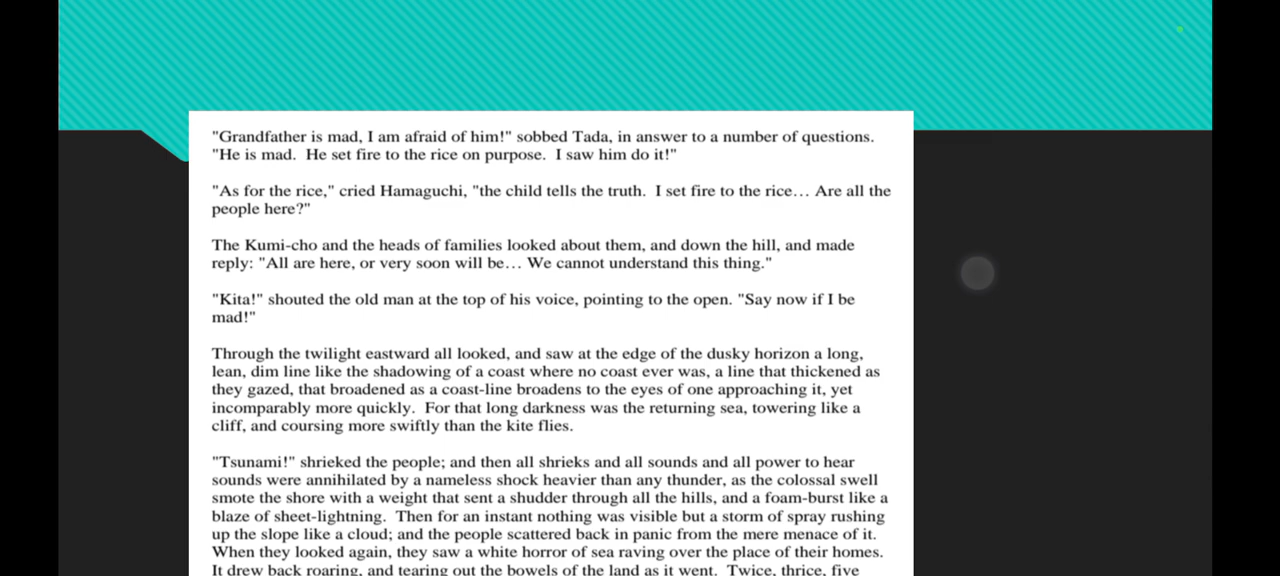 "Grandfather is mad, I am afraid of him!" sobbed Tada, in answer to a number of questions.
"He is mad.  He set fire to the rice on purpose.  I saw him do it!"
"As for the rice," cried Hamaguchi, "the child tells the truth.  I set fire to the rice... Are all the
people here?"
The Kumi-cho and the heads of families looked about them, and down the hill, and made
reply: "All are here, or very soon will be... We cannot understand this thing."
"Kita!" shouted the old man at the top of his voice, pointing to the open. "Say now if I be
mad!"
Through the twilight eastward all looked, and saw at the edge of the dusky horizon a long,
lean, dim line like the shadowing of a coast where no coast ever was, a line that thickened as
they gazed, that broadened as a coast-line broadens to the eyes of one approaching it, yet
incomparably more quickly.  For that long darkness was the returning sea, towering like a
cliff, and coursing more swiftly than the kite flies.
"Tsunami!" shrieked the people; and then all shrieks and all sounds and all power to hear
sounds were annihilated by a nameless shock heavier than any thunder, as the colossal swell
smote the shore with a weight that sent a shudder through all the hills, and a foam-burst like a
blaze of sheet-lightning.  Then for an instant nothing was visible but a storm of spray rushing
up the slope like a cloud; and the people scattered back in panic from the mere menace of it.
When they looked again, they saw a white horror of sea raving over the place of their homes.
It drew back roaring, and tearing out the bowels of the land as it went.  Twice, thrice, five